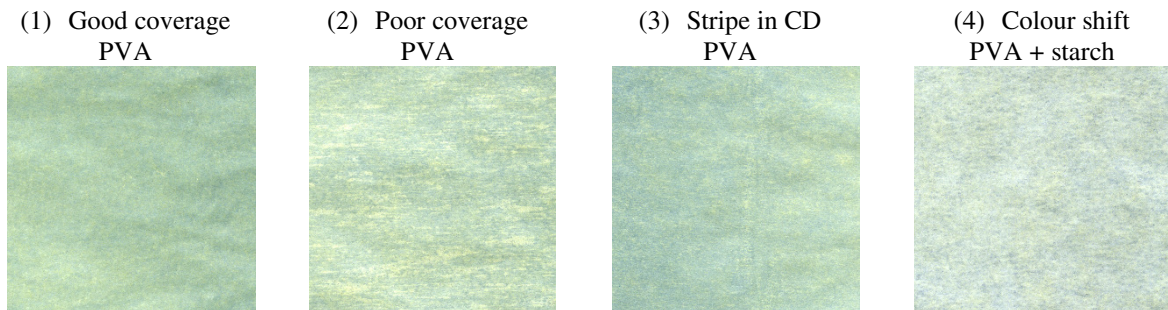 (1) Good coverage
PVA
(2) Poor coverage
PVA
(3) Stripe in CD
PVA
(4) Colour shift
PVA + starch